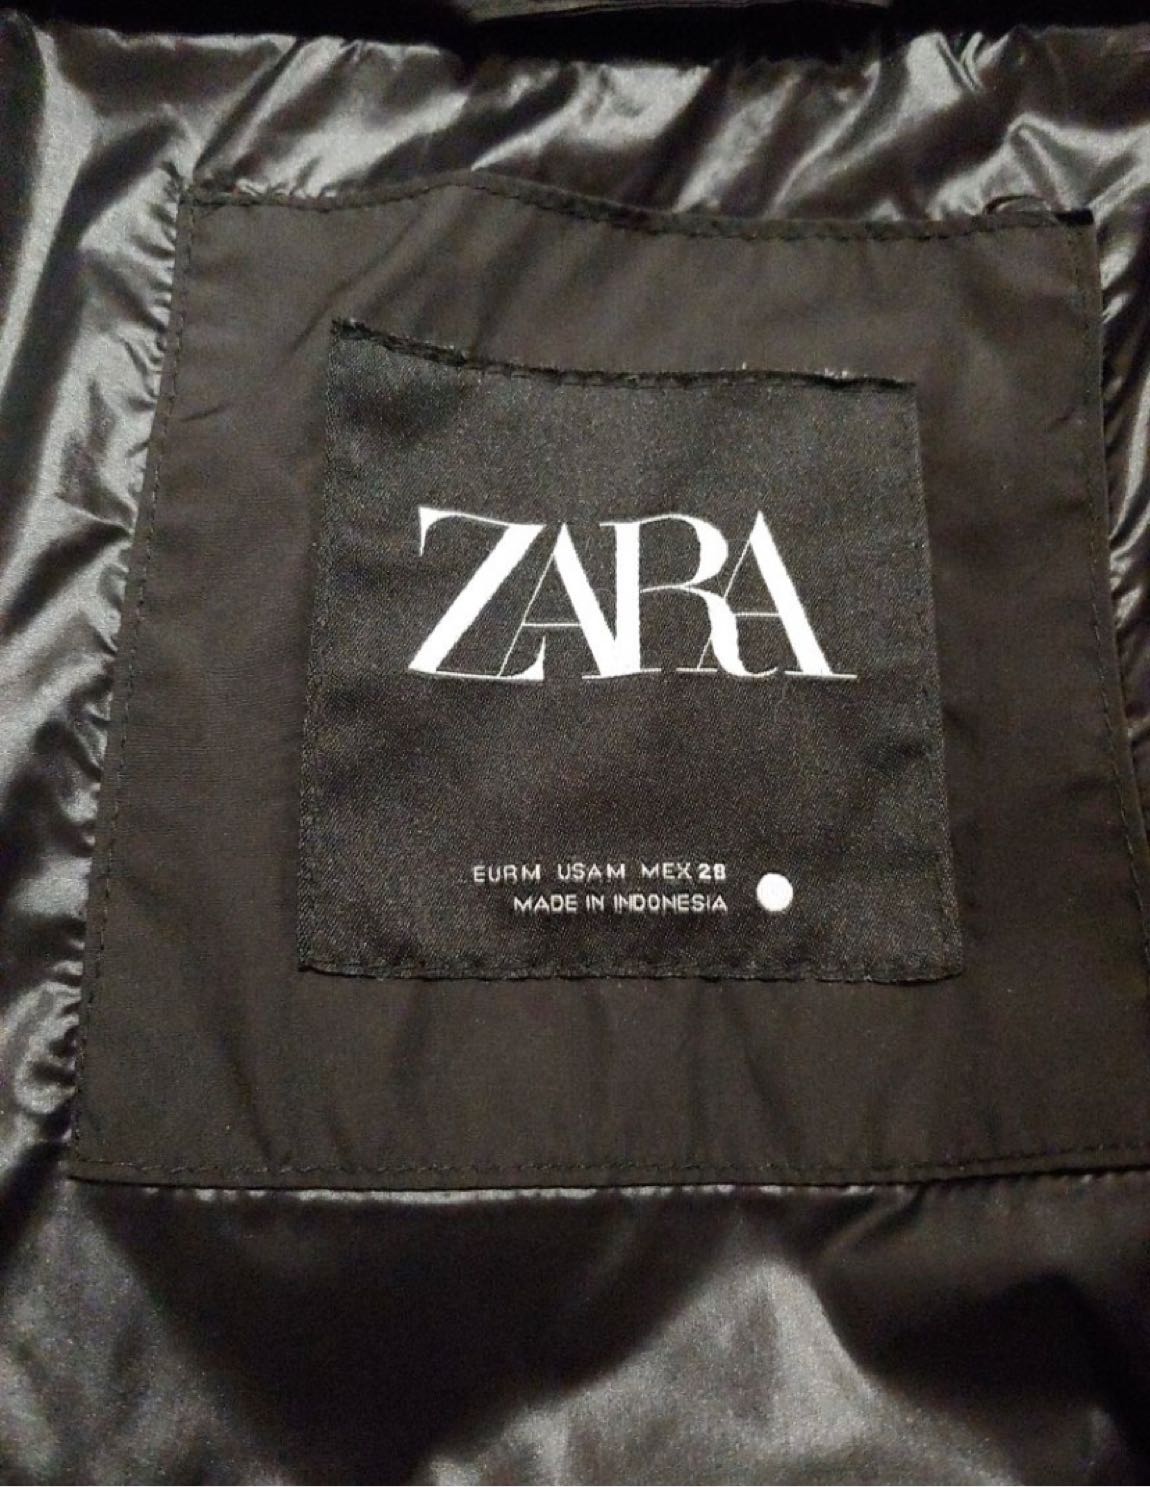 ZARA
EUR M USA M MEX 28
MADE IN INDONESIA